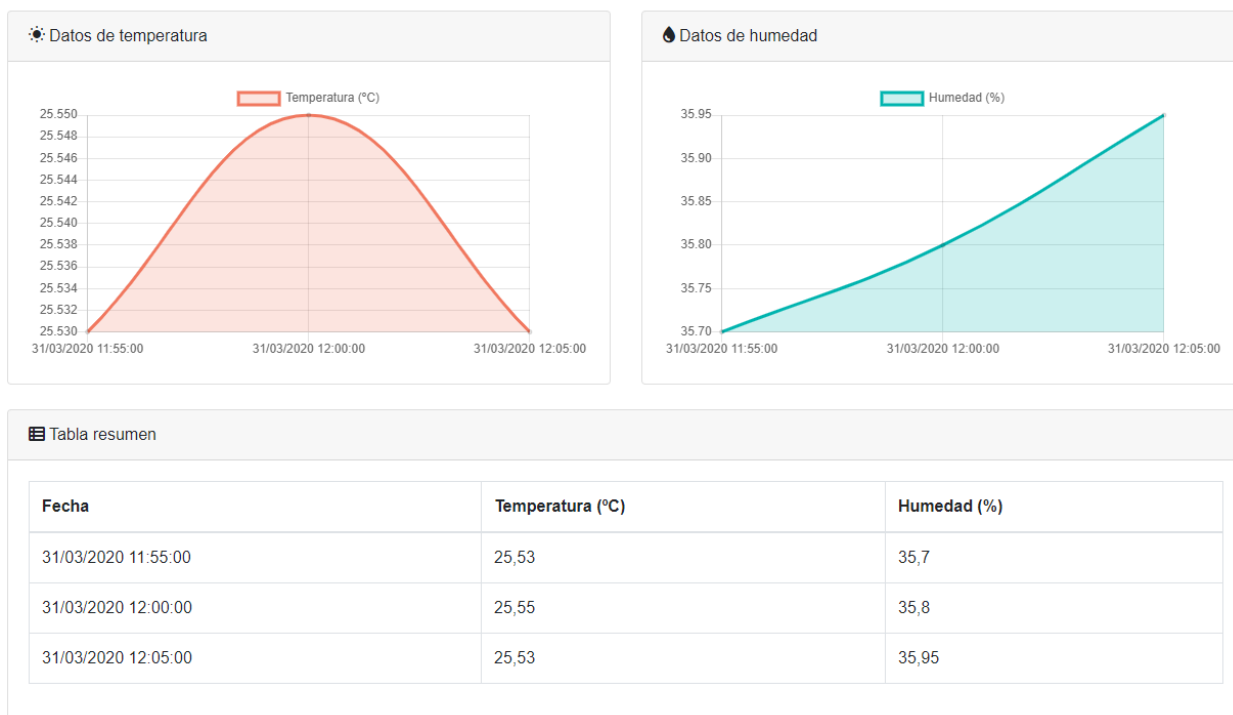 Datos de temperatura
Temperatura (ºC)
25.550
25.548
25.546
25.544
25.542
25.540
25.538
25.536
25.534
25.532
25.530
31/03/2020 11:55:00 31/03/2020 12:00:00 31/03/2020 12:05:00
Datos de humedad
Humedad (%)
35.95
35.90
35.85
35.80
35.75
35.70
31/03/2020 11:55:00 31/03/2020 12:00:00 31/03/2020 12:05:00
Tabla resumen
Fecha Temperatura (ºC) Humedad (%)
31/03/2020 11:55:00 25,53 35,7
31/03/2020 12:00:00 25,55 35,8
31/03/2020 12:05:00 25,53 35,95